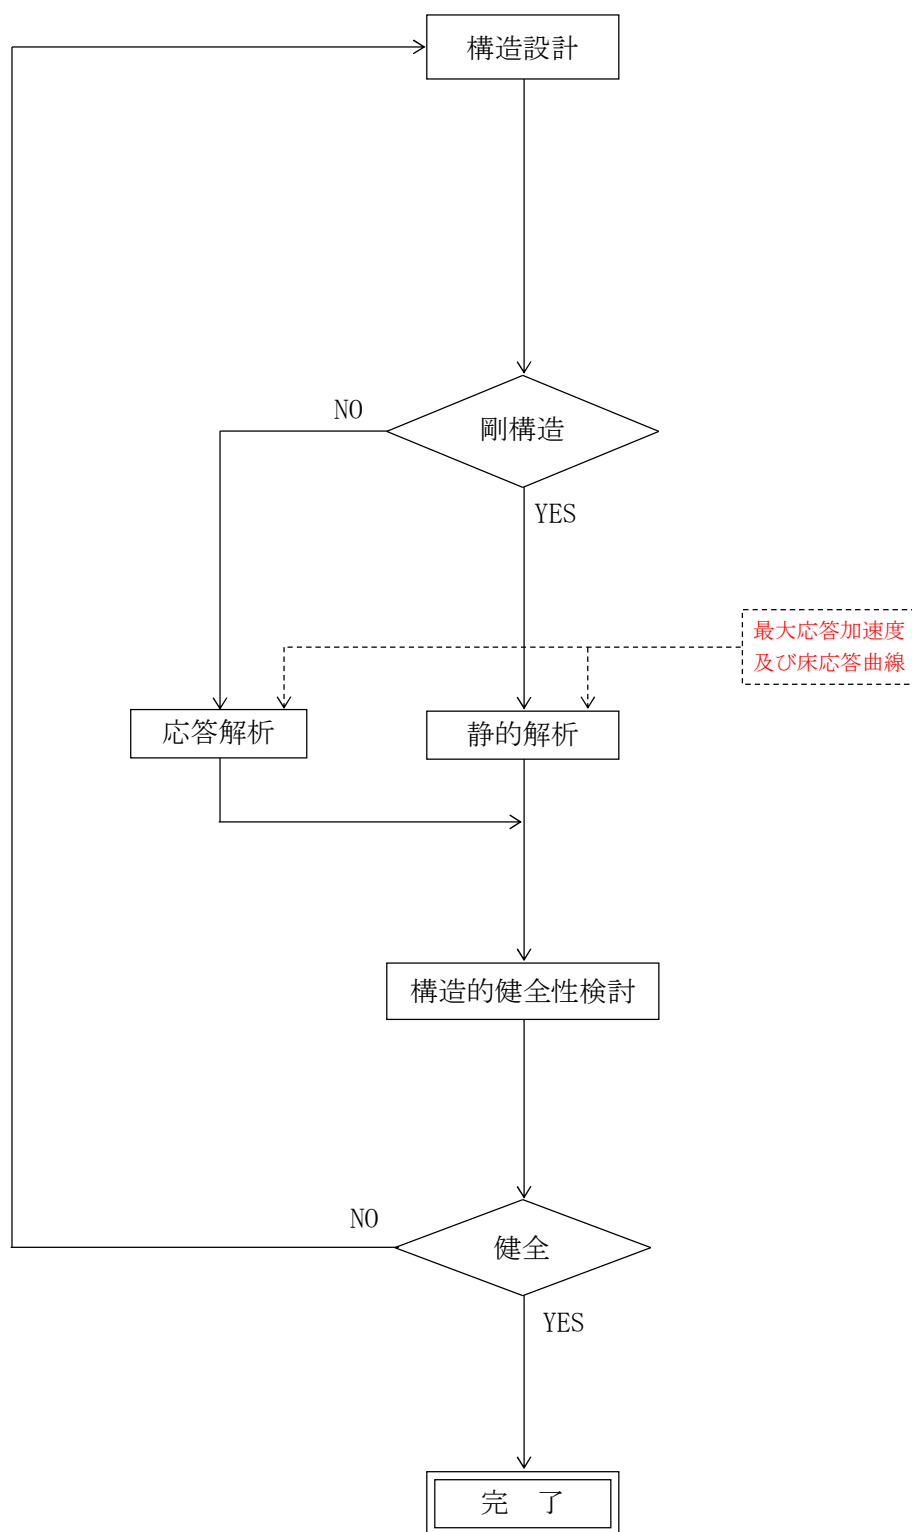 構造設計
NO
剛構造
YES
最大応答加速度
及び床応答曲線
応答解析
静的解析
構造的健全性検討
NO
健全
YES
完　了